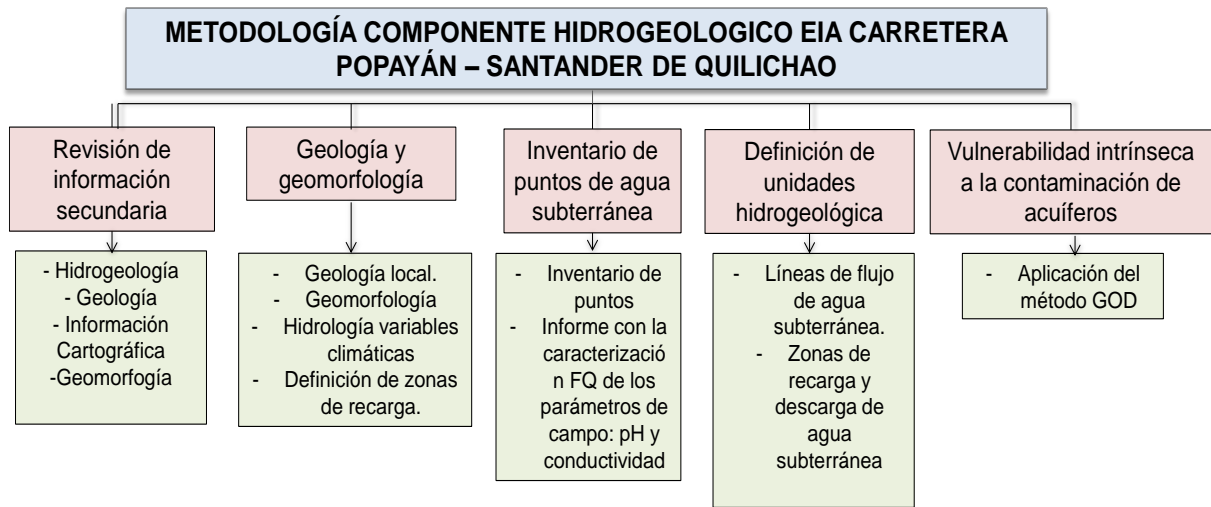 METODOLOGÍA COMPONENTE HIDROGEOLOGICO EIA CARRETERA
POPAYÁN – SANTANDER DE QUILICHAO
Revisión de
información
secundaria
- Hidrogeología
- Geología
- Información
Cartográfica
-Geomorfogía
Geología y
geomorfología
- Geología local.
- Geomorfología
- Hidrología variables
climáticas
- Definición de zonas
de recarga.
Inventario de
puntos de agua
subterránea
- Inventario de
puntos
- Informe con la
caracterizació
n FQ de los
parámetros de
campo: pH y
conductividad
Definición de
unidades
hidrogeológica
- Líneas de flujo
de agua
subterránea.
- Zonas de
recarga y
descarga de
agua
subterránea
Vulnerabilidad intrínseca
a la contaminación de
acuíferos
- Aplicación del
método GOD